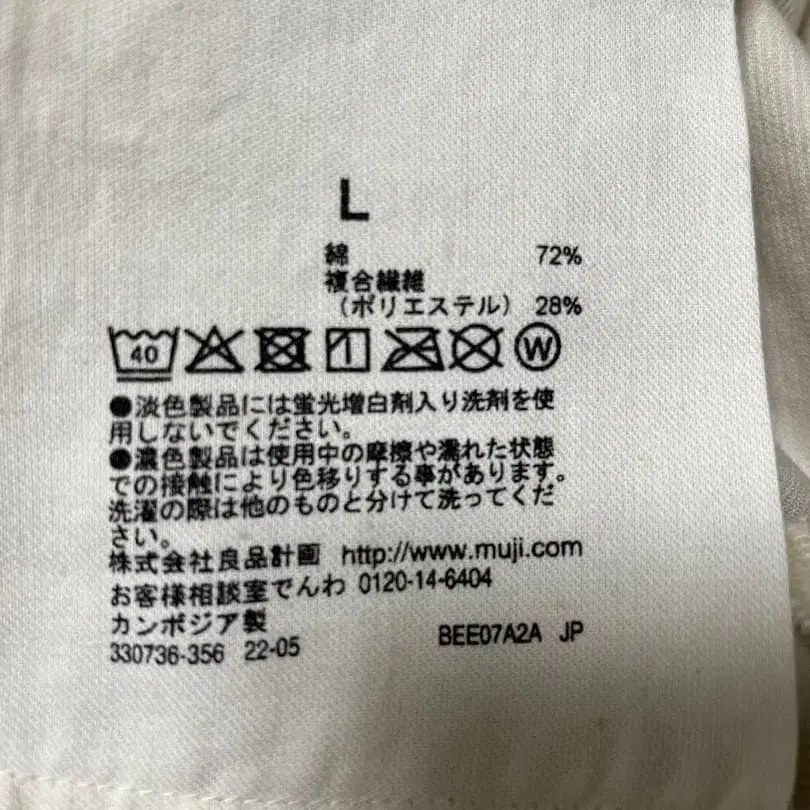 L
綿 72%
複合繊維
(ポリエステル) 28%
40 W
●淡色製品には蛍光増白剤入り洗剤を使
用しないでください。
●濃色製品は使用中の摩擦や濡れた状態
での接触により色移りする事があります。
洗濯の際は他のものと分けて洗ってくだ
さい。
株式会社良品計画 http://www.muji.com
お客様相談室でんわ 0120-14-6404
カンボジア製 BEE07A2A JP
330736-356 22-05